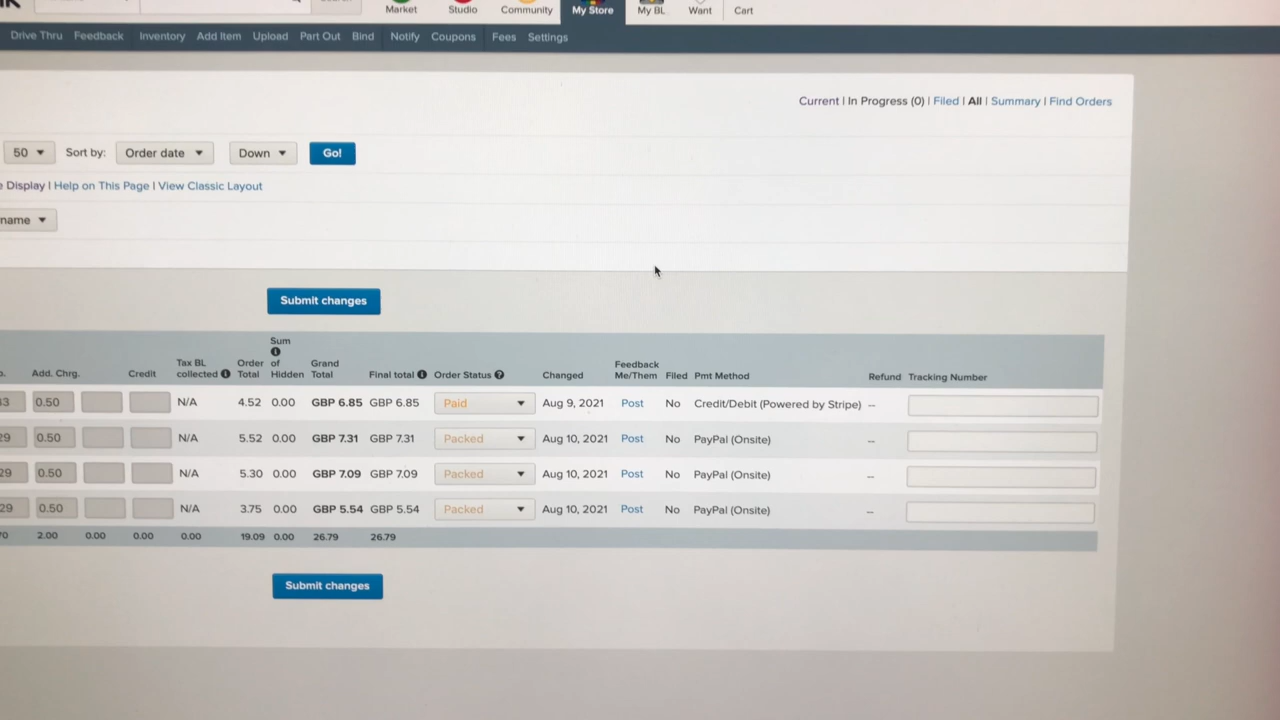 Market Studio Community My Store My BL Want Cart
Drive Thru Feedback Inventory Add Item Upload Part Out Bind Notify Coupons Fees Settings
Current | In Progress (0) | Filed | All | Summary | Find Orders
50 Sort by: Order date Down Go!
Display | Help on This Page | View Classic Layout
name
Submit changes
Add. Chrg. Credit Tax BL collected Order Total Sum of Hidden Grand Total Final total Order Status Changed Feedback Me/Them Filed Pmt Method Refund Tracking Number
0.50 N/A 4.52 0.00 GBP 6.85 GBP 6.85 Paid Aug 9, 2021 Post No Credit/Debit (Powered by Stripe) --
29 0.50 N/A 5.52 0.00 GBP 7.31 GBP 7.31 Packed Aug 10, 2021 Post No PayPal (Onsite) --
29 0.50 N/A 5.30 0.00 GBP 7.09 GBP 7.09 Packed Aug 10, 2021 Post No PayPal (Onsite) --
29 0.50 N/A 3.75 0.00 GBP 5.54 GBP 5.54 Packed Aug 10, 2021 Post No PayPal (Onsite) --
2.00 0.00 0.00 0.00 19.09 0.00 26.79 26.79
Submit changes